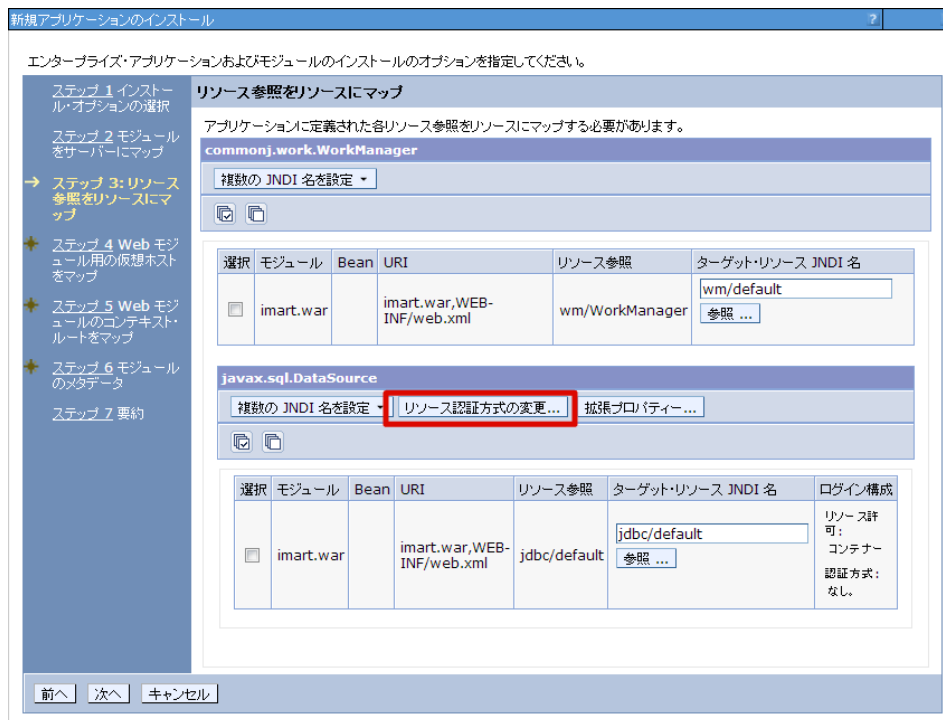 新規アプリケーションのインストール
?
エンタープライズ・アプリケーションおよびモジュールのインストールのオプションを指定してください。
ステップ 1 インストー
ル・オプションの選択
ステップ 2 モジュール
をサーバーにマップ
→ ステップ 3: リソース
参照をリソースにマ
ップ
ステップ 4 Web モジ
ュール用の仮想ホスト
をマップ
ステップ 5 Web モジ
ュールのコンテキスト・
ルートをマップ
ステップ 6 モジュール
のメタデータ
ステップ 7 要約
リソース参照をリソースにマップ
アプリケーションに定義された各リソース参照をリソースにマップする必要があります。
commonj.work.WorkManager
複数の JNDI 名を設定
選択 モジュール Bean URI リソース参照 ターゲット・リソース JNDI 名
imart.war
imart.war,WEB-
INF/web.xml
wm/WorkManager
wm/default
参照 ...
javax.sql.DataSource
複数の JNDI 名を設定 リソース認証方式の変更... 拡張プロパティー...
選択 モジュール Bean URI リソース参照 ターゲット・リソース JNDI 名 ログイン構成
imart.war
imart.war,WEB-
INF/web.xml
jdbc/default
jdbc/default
参照 ...
リソース許
可:
コンテナー
認証方式:
なし。
前へ 次へ キャンセル